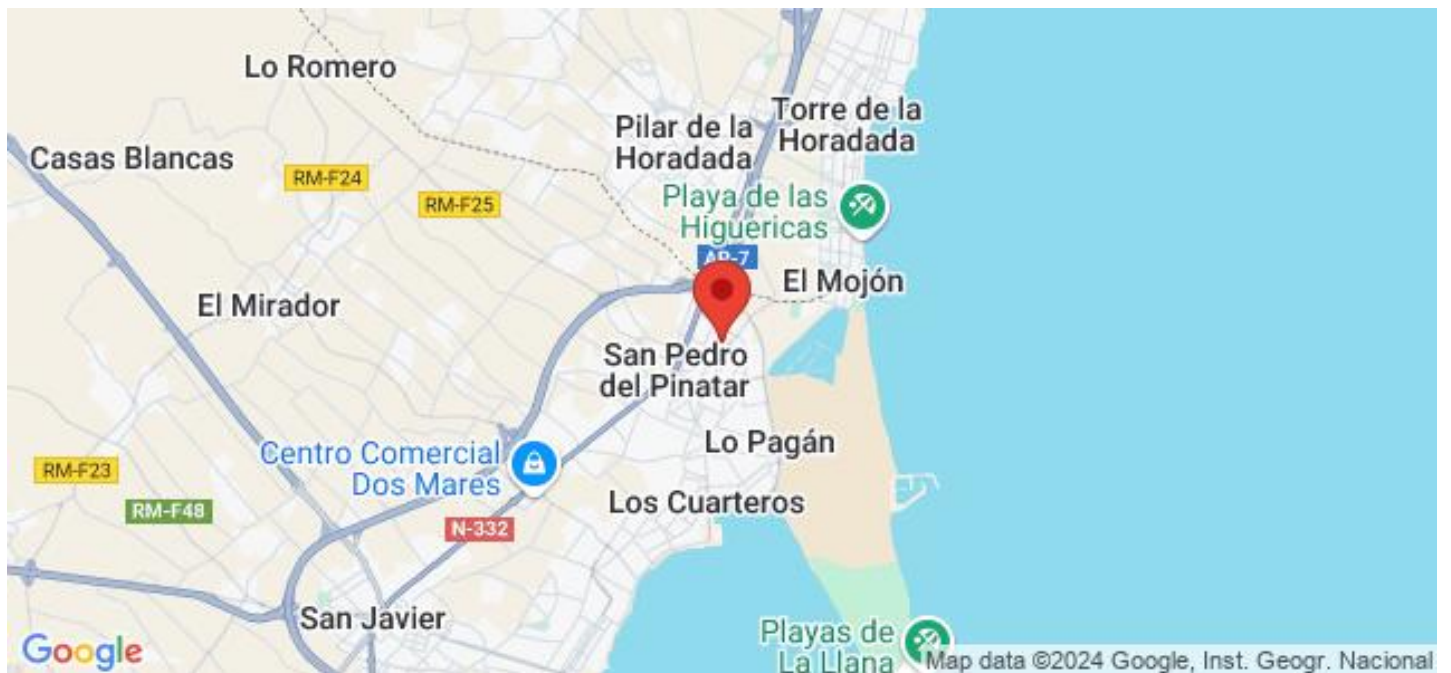 Lo Romero
Torre de la
Horadada
Pilar de la
Horadada
Casas Blancas
RM-F24
RM-F25
Playa de las
Higuericas
AP-7
El Mojón
El Mirador
San Pedro
del Pinatar
Lo Pagán
Centro Comercial
Dos Mares
RM-F23
Los Cuarteros
RM-F48
N-332
San Javier
Playas de
La Llana
Google
Map data ©2024 Google, Inst. Geogr. Nacional